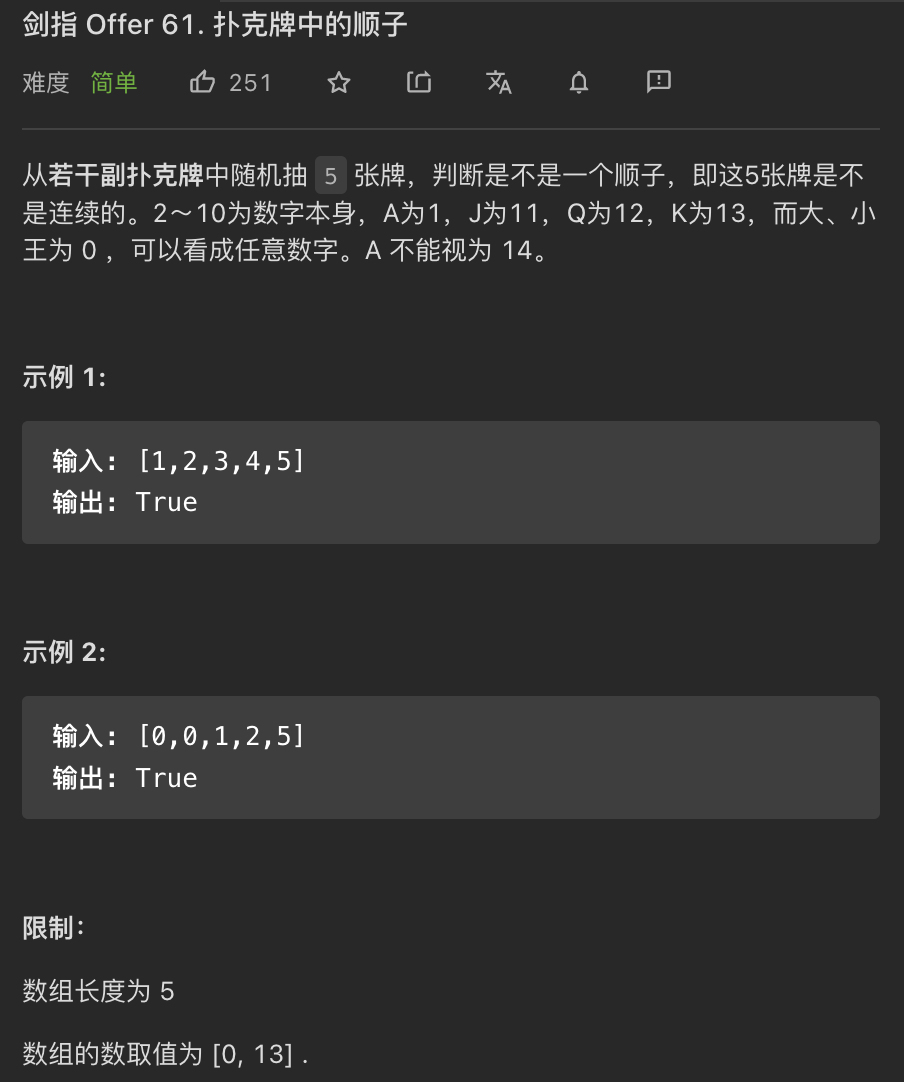 剑指 Offer 61. 扑克牌中的顺子
难度 简单 251
从若干副扑克牌中随机抽 5 张牌，判断是不是一个顺子，即这5张牌是不
是连续的。2～10为数字本身，A为1，J为11，Q为12，K为13，而大、小
王为 0 ，可以看成任意数字。A 不能视为 14。
示例 1:
输入: [1,2,3,4,5]
输出: True
示例 2:
输入: [0,0,1,2,5]
输出: True
限制：
数组长度为 5
数组的数取值为 [0, 13] .